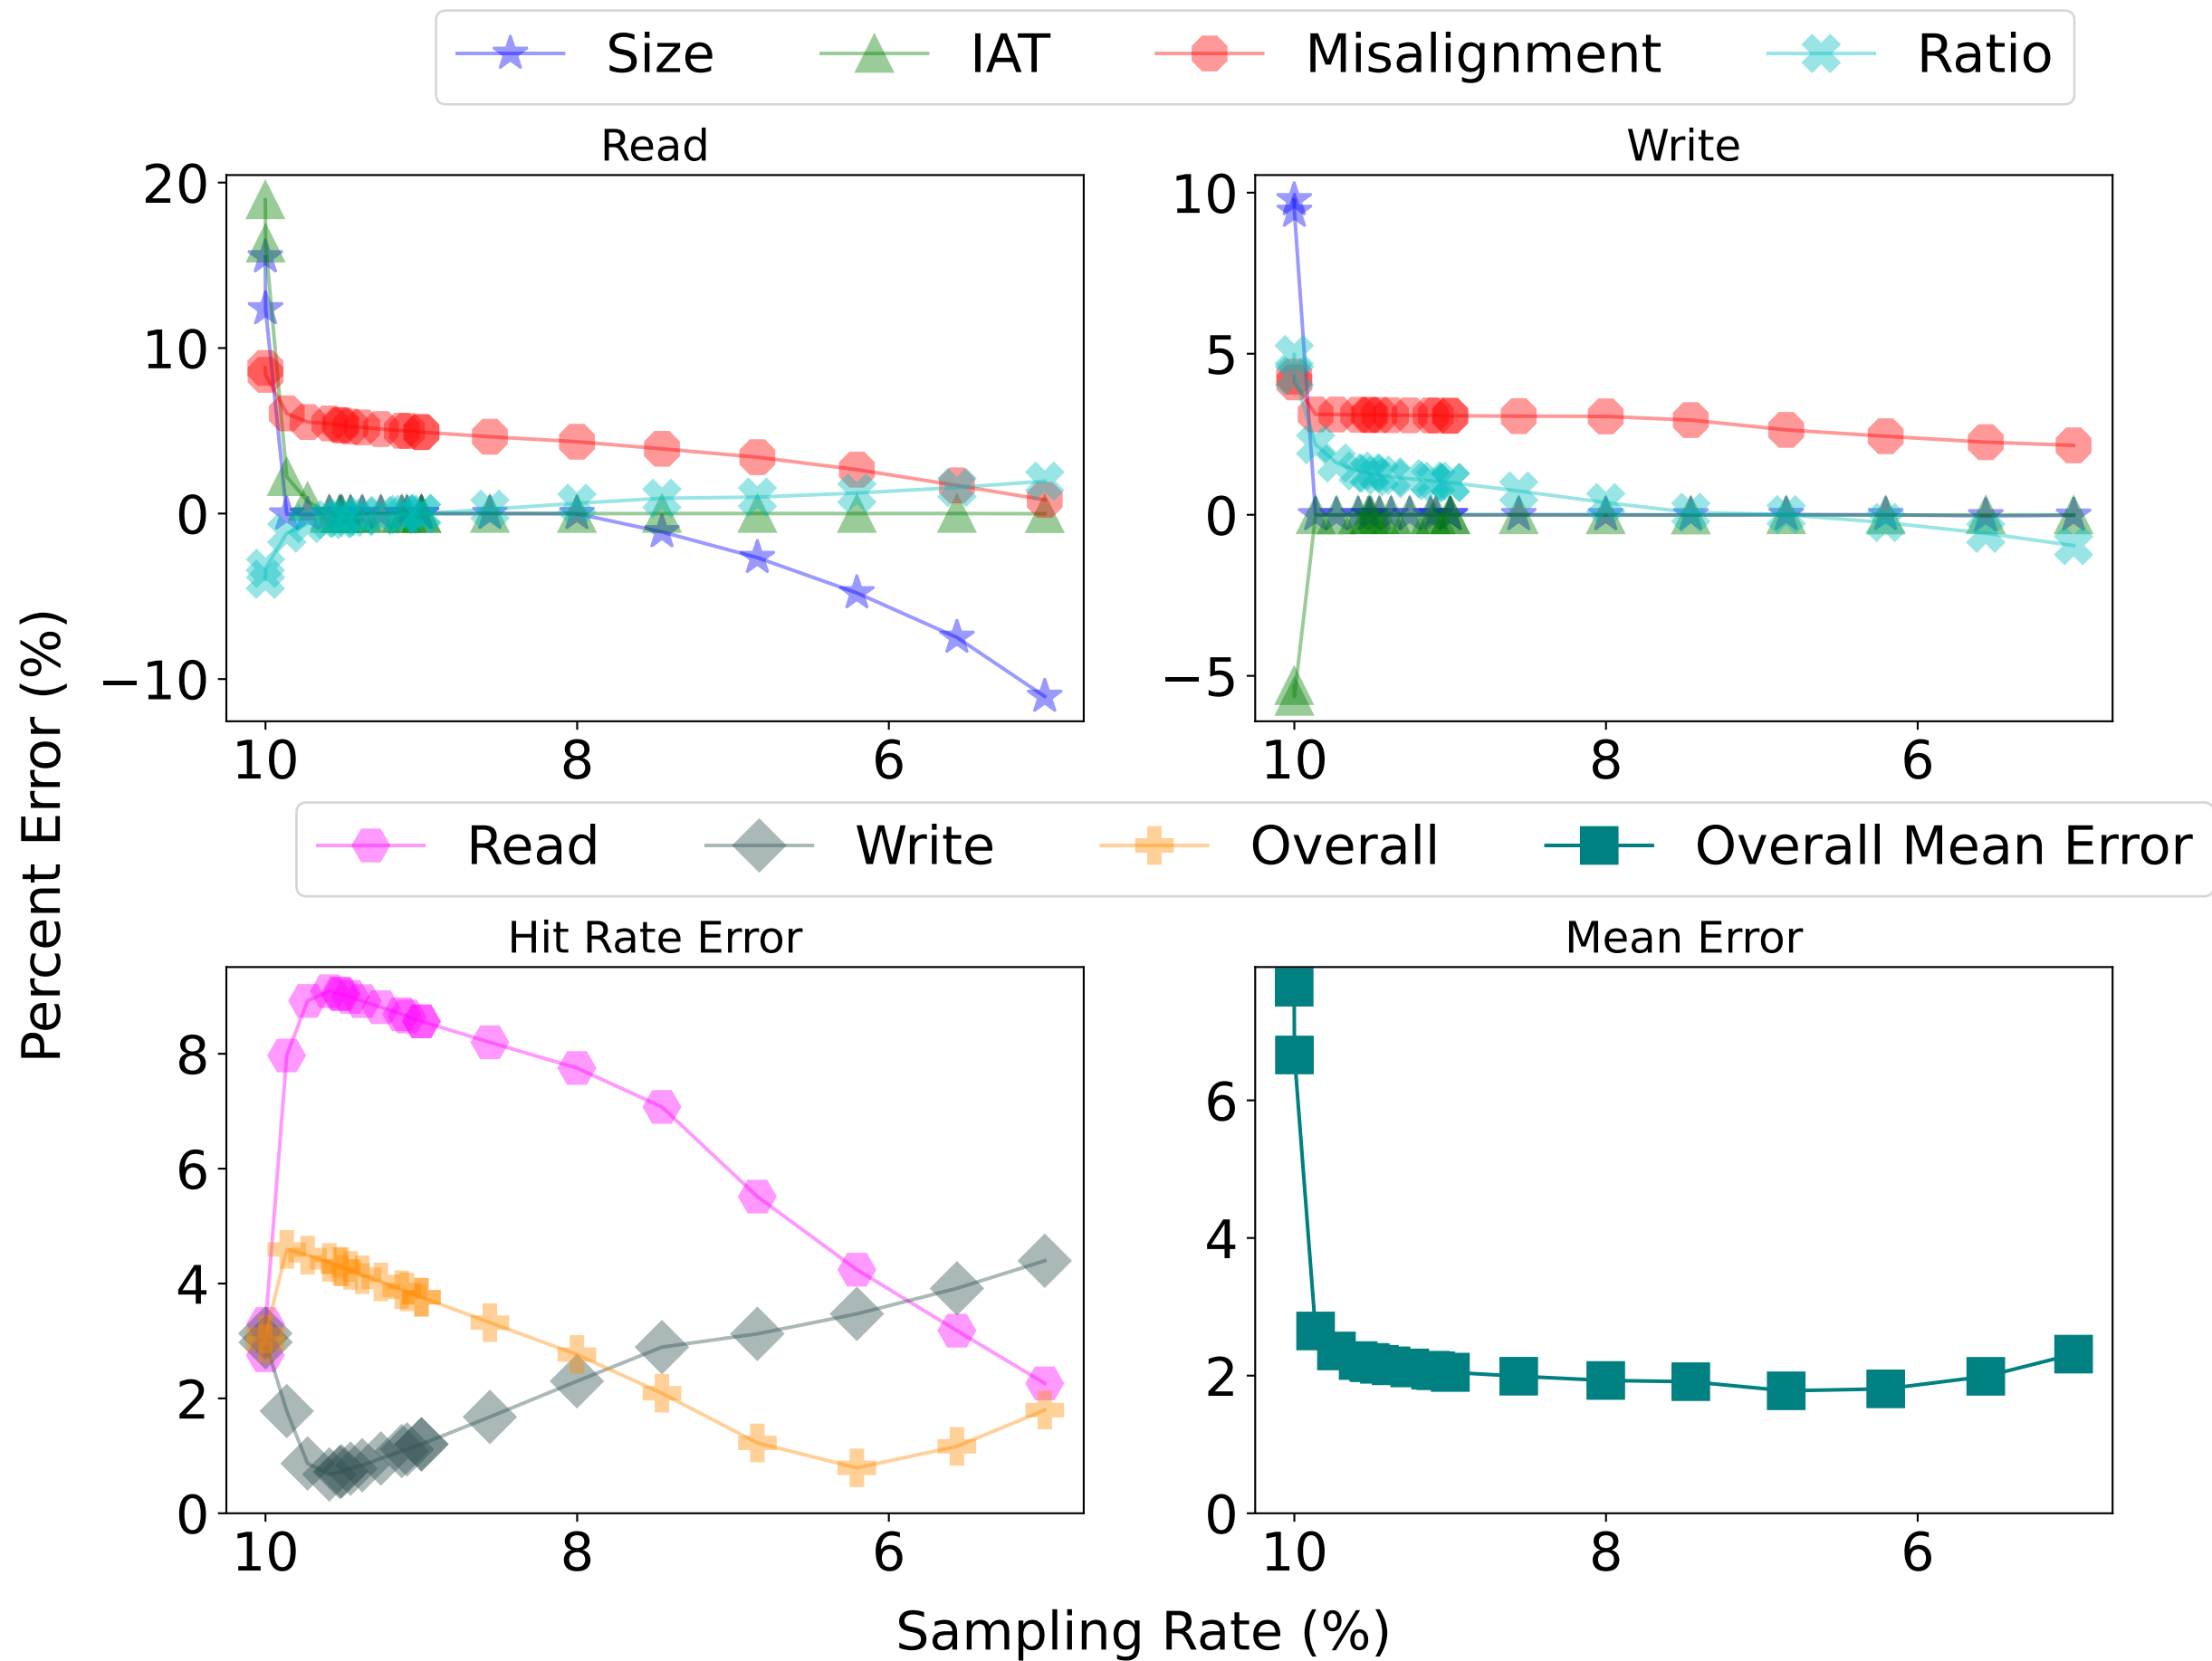 Size IAT Misalignment Ratio
Read Write
20
10
0
−10
10 8 6
10
5
0
−5
10 8 6
Percent Error (%)
Read Write Overall Overall Mean Error
Hit Rate Error Mean Error
8
6
4
2
0
10 8 6
6
4
2
0
10 8 6
Sampling Rate (%)